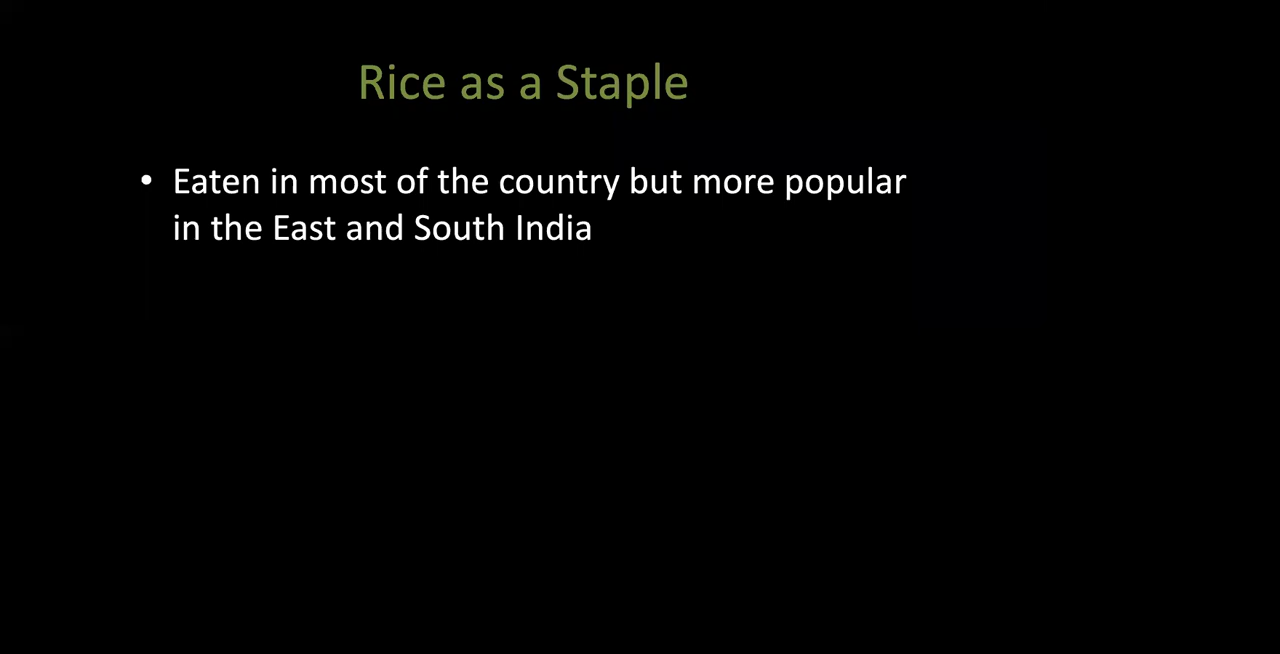 Rice as a Staple
• Eaten in most of the country but more popular
in the East and South India